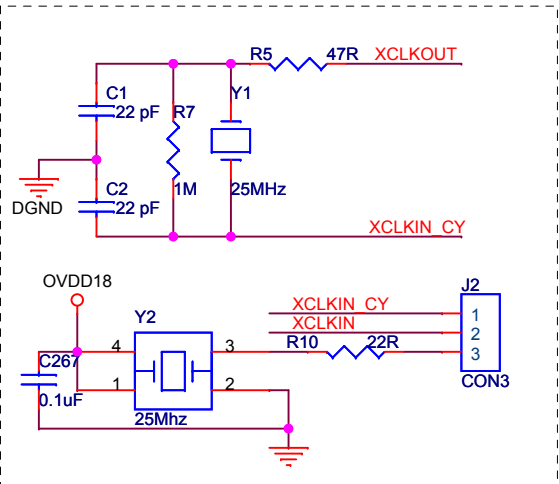 R5 47R XCLKOUT
C1 Y1
22 pF R7
C2 1M 25MHz
DGND 22 pF
XCLKIN_CY
OVDD18 J2
Y2 XCLKIN_CY 1
XCLKIN 2
4 3 R10 22R 3
C267
1 2 CON3
0.1uF
25Mhz